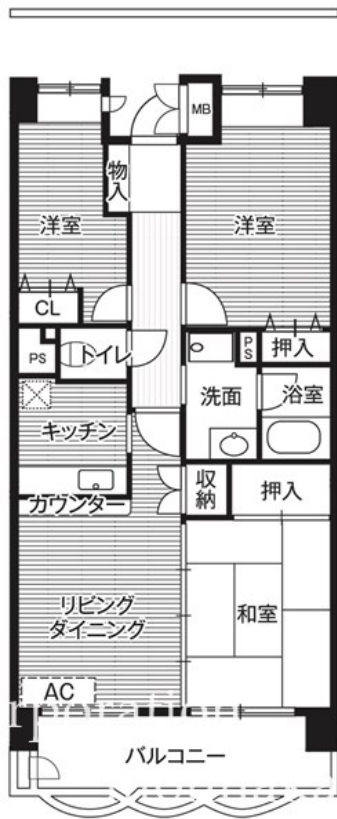 MB
物入
洋室
洋室
CL
PS
トイレ
PS
押入
洗面
浴室
キッチン
カウンター
収納
押入
リビング
ダイニング
和室
AC
バルコニー